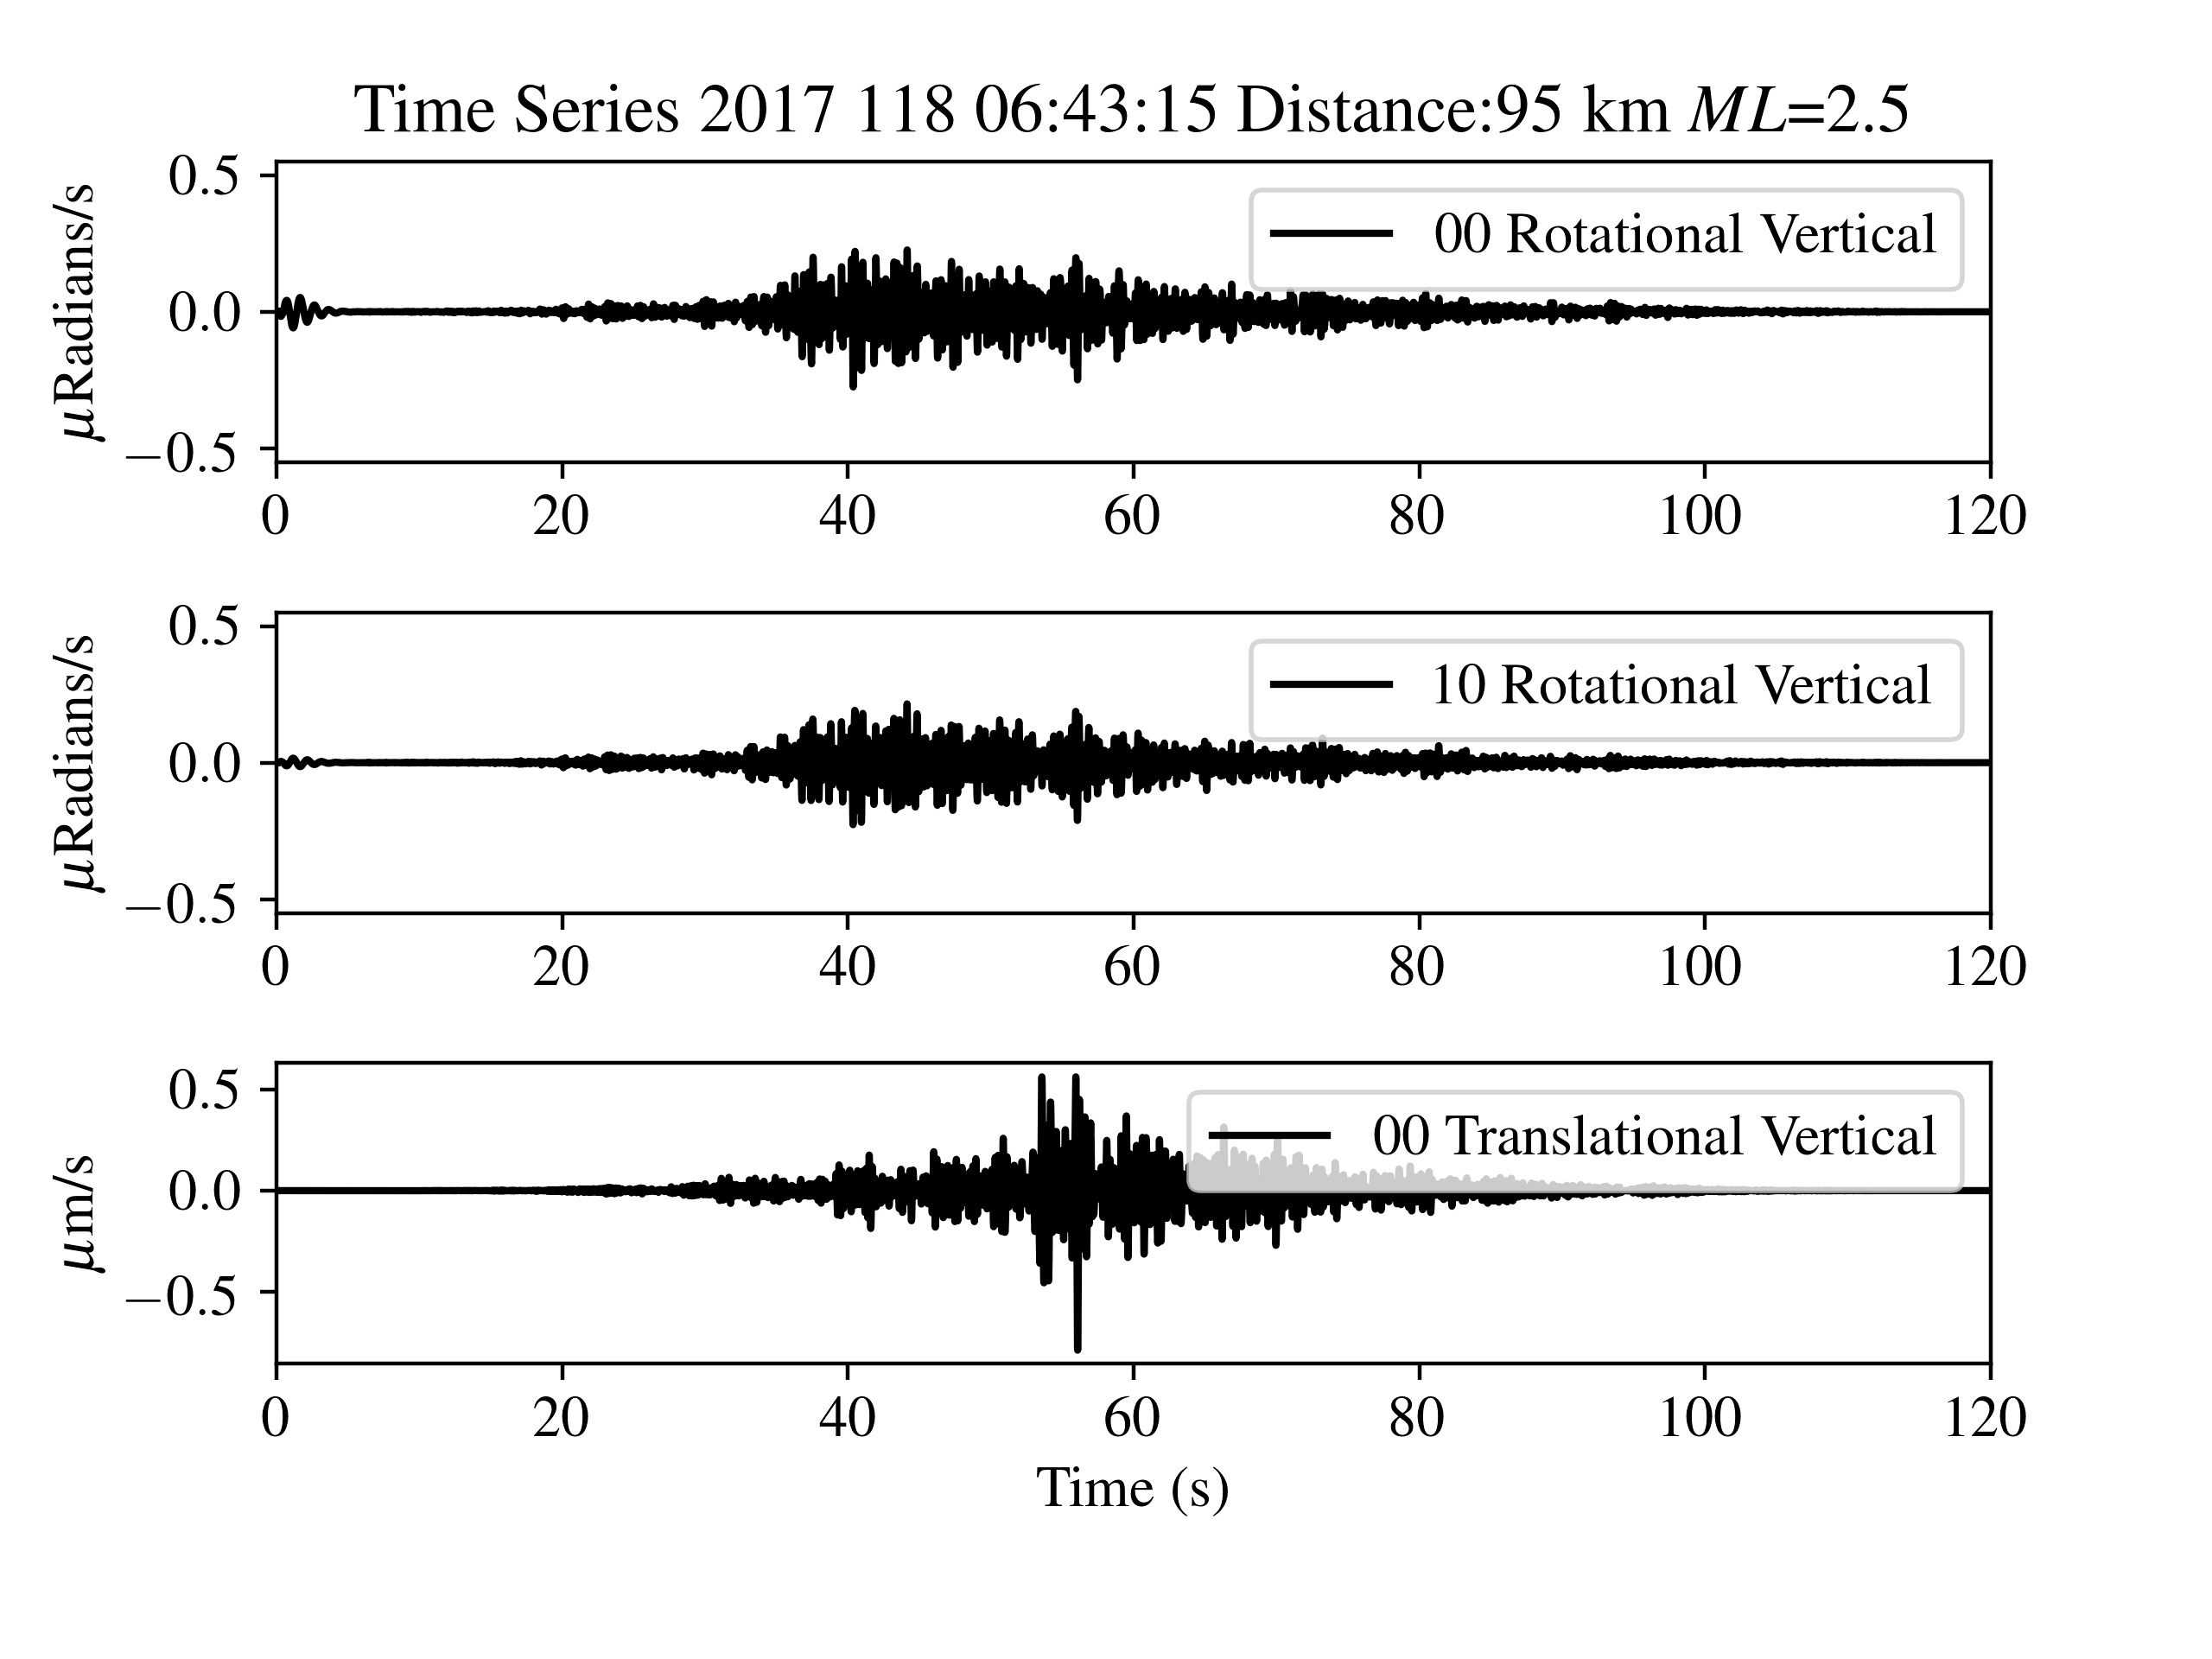 Time Series 2017 118 06:43:15 Distance:95 km ML=2.5
μRadians/s
0.5
0.0
−0.5
00 Rotational Vertical
0 20 40 60 80 100 120
μRadians/s
0.5
0.0
−0.5
10 Rotational Vertical
0 20 40 60 80 100 120
μm/s
0.5
0.0
−0.5
00 Translational Vertical
0 20 40 60 80 100 120
Time (s)